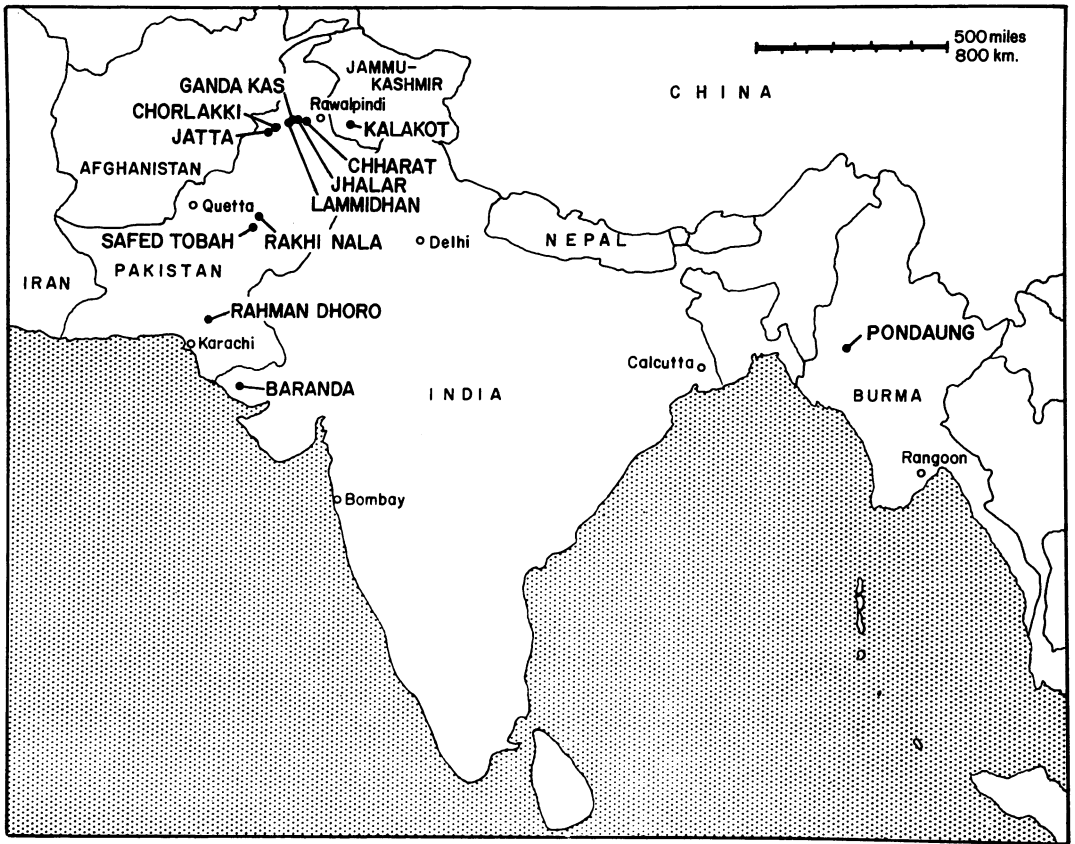 500 miles
800 km.
JAMMU-
KASHMIR
CHINA
GANDA KAS
Rawalpindi
CHORLAKKI
KALAKOT
JATTA
CHHARAT
AFGHANISTAN
JHALAR
LAMMIDHAN
Quetta
SAFED TOBAH
RAKHI NALA
Delhi
NEPAL
PAKISTAN
IRAN
RAHMAN DHORO
PONDAUNG
Karachi
Calcutta
BARANDA
INDIA
BURMA
Rangoon
Bombay